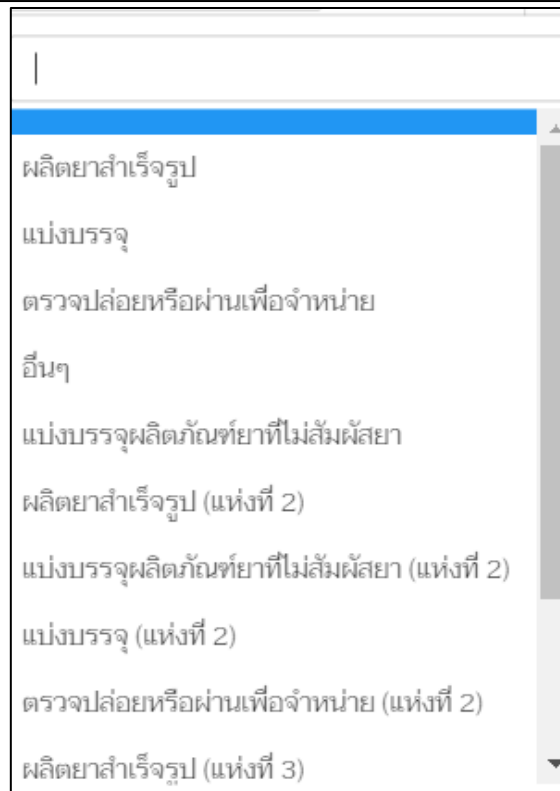 ผลิตยาสำเร็จรูป
แบ่งบรรจุ
ตรวจปล่อยหรือผ่านเพื่อจำหน่าย
อื่นๆ
แบ่งบรรจุผลิตภัณฑ์ยาที่ไม่สัมผัสยา
ผลิตยาสำเร็จรูป (แห่งที่ 2)
แบ่งบรรจุผลิตภัณฑ์ยาที่ไม่สัมผัสยา (แห่งที่ 2)
แบ่งบรรจุ (แห่งที่ 2)
ตรวจปล่อยหรือผ่านเพื่อจำหน่าย (แห่งที่ 2)
ผลิตยาสำเร็จรูป (แห่งที่ 3)